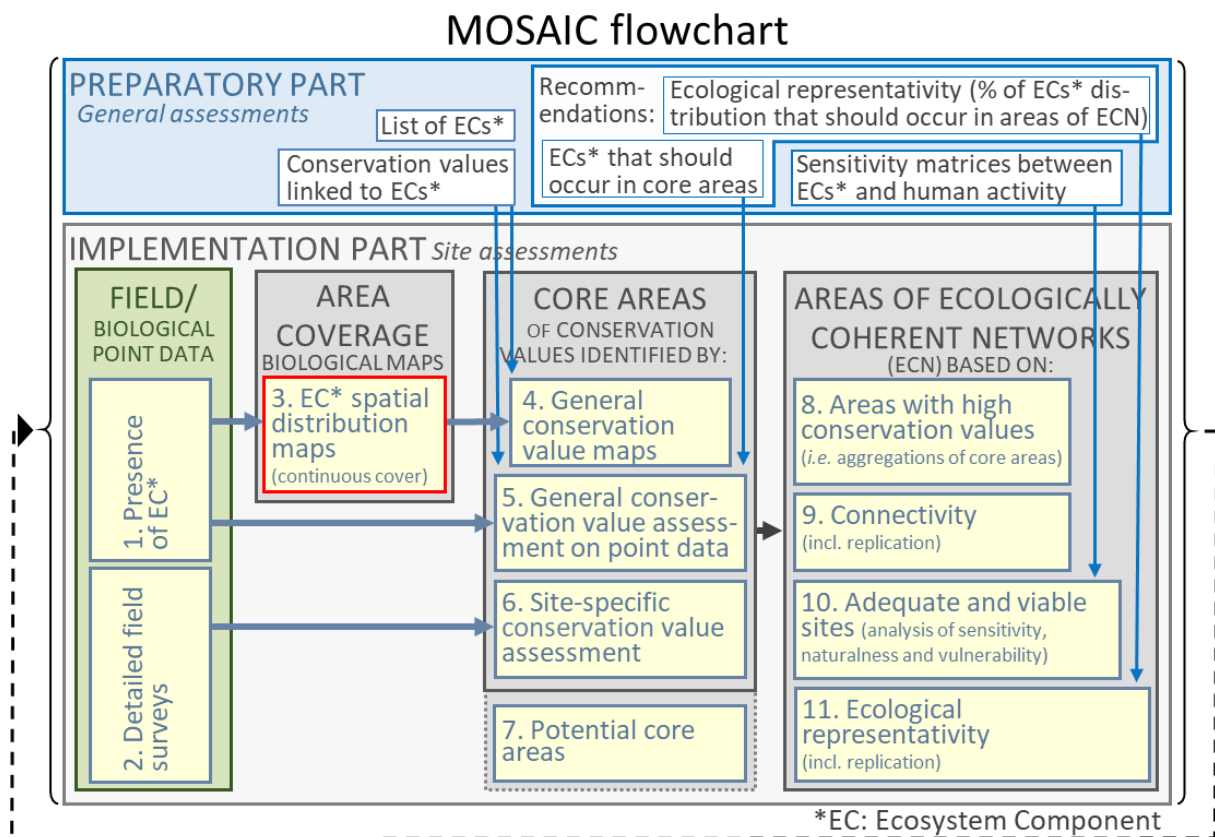 MOSAIC flowchart
PREPARATORY PART
General assessments
List of ECs*
Conservation values
linked to ECs*
Recomm-
endations:
Ecological representativity (% of ECs* dis-
tribution that should occur in areas of ECN)
ECs* that should
occur in core areas
Sensitivity matrices between
ECs* and human activity
IMPLEMENTATION PART Site assessments
FIELD/
BIOLOGICAL
POINT DATA
1. Presence
of EC*
2. Detailed field
surveys
AREA
COVERAGE
BIOLOGICAL MAPS
3. EC* spatial
distribution
maps
(continuous cover)
CORE AREAS
OF CONSERVATION
VALUES IDENTIFIED BY:
4. General
conservation
value maps
5. General conser-
vation value assess-
ment on point data
6. Site-specific
conservation value
assessment
7. Potential core
areas
AREAS OF ECOLOGICALLY
COHERENT NETWORKS
(ECN) BASED ON:
8. Areas with high
conservation values
(i.e. aggregations of core areas)
9. Connectivity
(incl. replication)
10. Adequate and viable
sites (analysis of sensitivity,
naturalness and vulnerability)
11. Ecological
representativity
(incl. replication)
*EC: Ecosystem Component